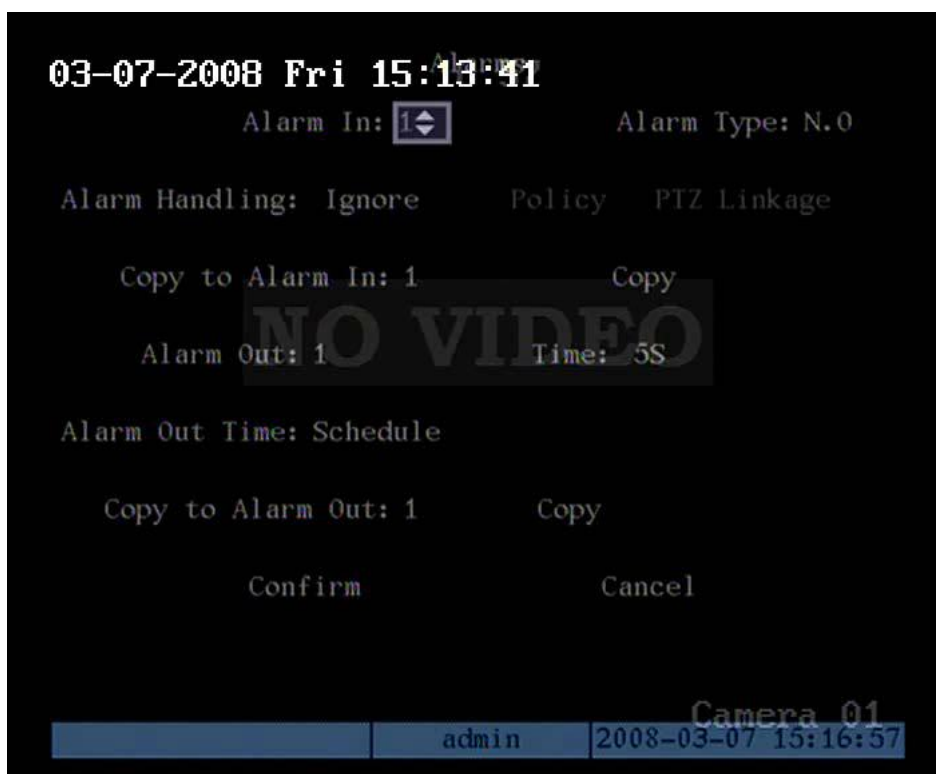 Alarms
03-07-2008 Fri 15:13:41
Alarm In: 1 Alarm Type: N.O
Alarm Handling: Ignore Policy PTZ Linkage
Copy to Alarm In: 1 Copy
NO VIDEO
Alarm Out: 1 Time: 5S
Alarm Out Time: Schedule
Copy to Alarm Out: 1 Copy
Confirm Cancel
Camera 01
admin 2008-03-07 15:16:57